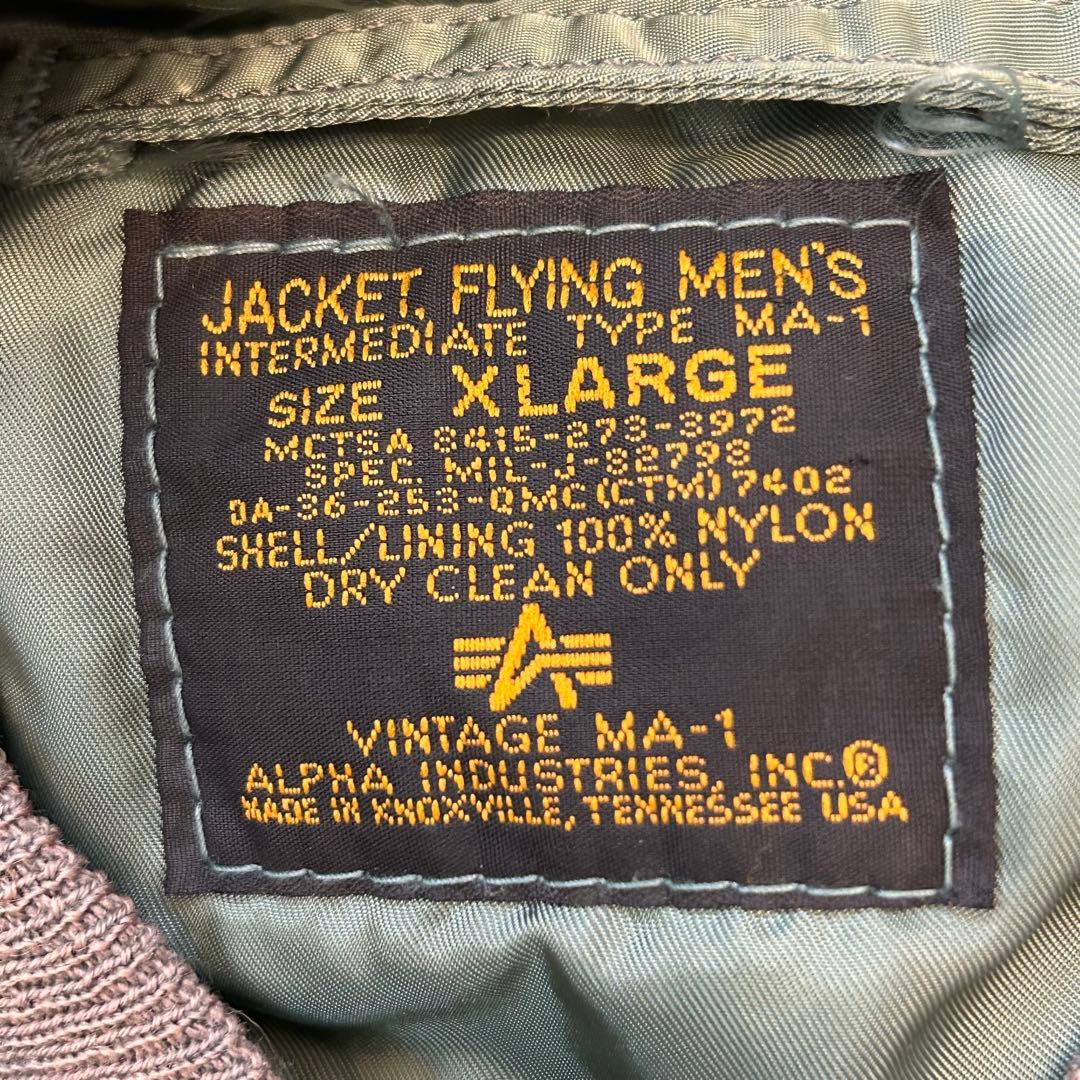 JACKET, FLYING MEN'S
INTERMEDIATE TYPE MA-1
SIZE XLARGE
MCTSA 8415-273-3972
SPEC MIL-J-82798
DA-36-253-QMC(CTM)7402
SHELL/LINING 100% NYLON
DRY CLEAN ONLY
VINTAGE MA-1
ALPHA INDUSTRIES, INC.®
MADE IN KNOXVILLE, TENNESSEE USA